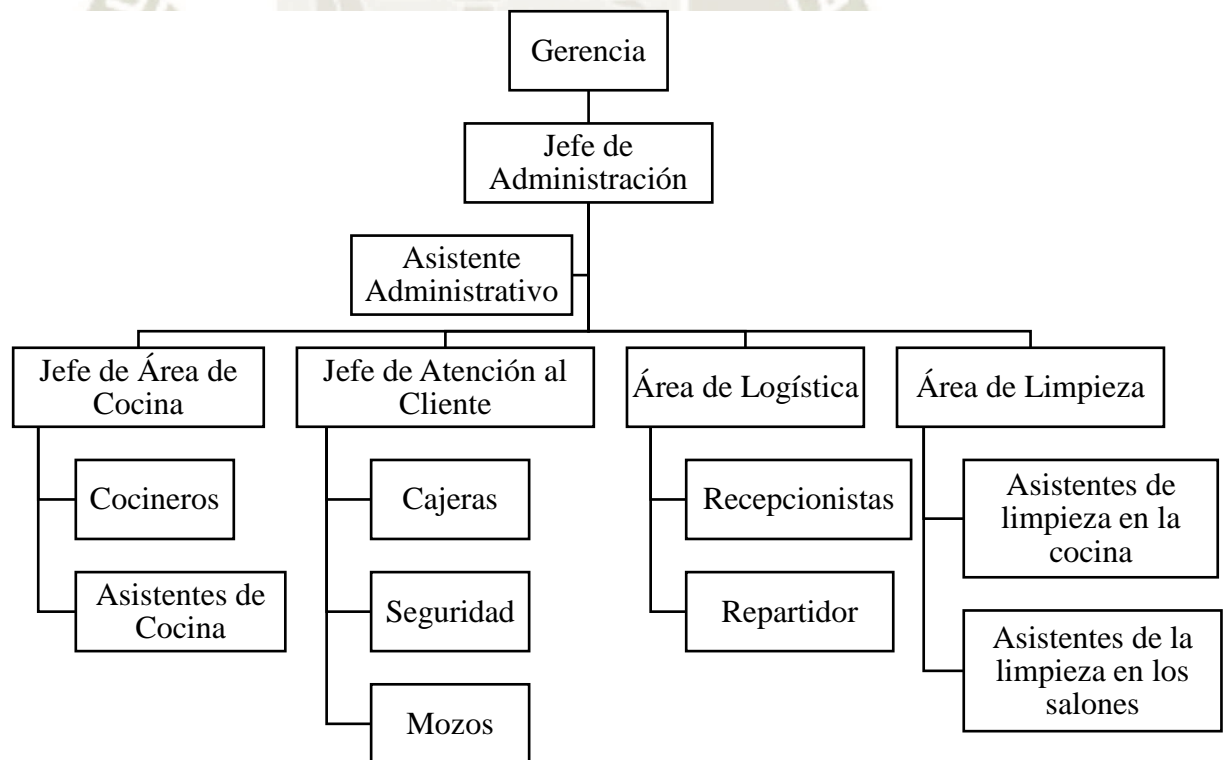 Gerencia
Jefe de
Administración
Asistente
Administrativo
Jefe de Área de
Cocina
Cocineros
Asistentes de
Cocina
Jefe de Atención al
Cliente
Cajeras
Seguridad
Mozos
Área de Logística
Recepcionistas
Repartidor
Área de Limpieza
Asistentes de
limpieza en la
cocina
Asistentes de la
limpieza en los
salones